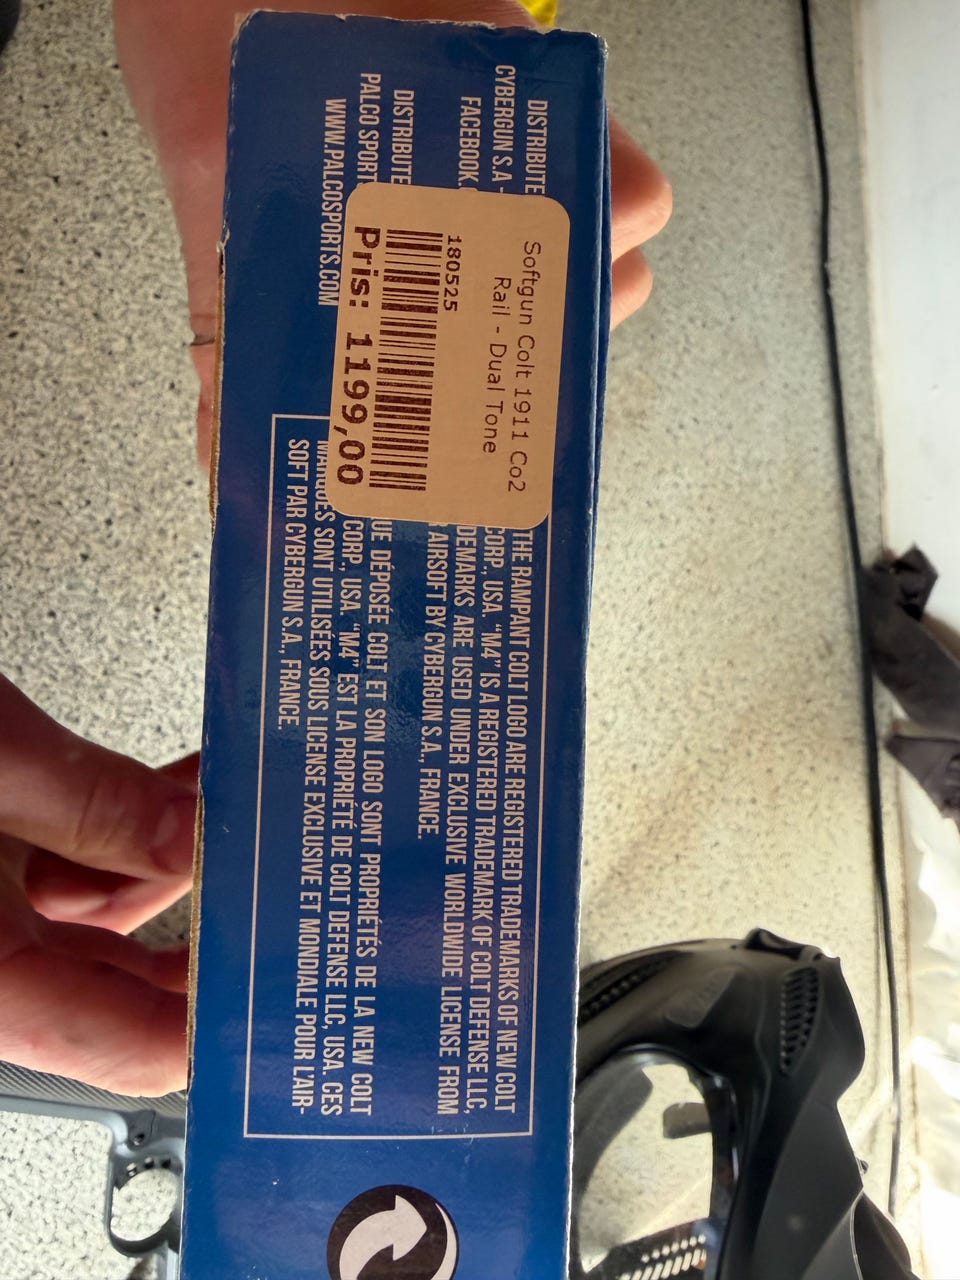 DISTRIBUTE
CYBERGUN S.A -
FACEBOOK.
DISTRIBUTE
PALCO SPORT
WWW.PALCOSPORTS.COM
Softgun Colt 1911 Co2
Rail - Dual Tone
180525
Pris: 1199,00
THE RAMPANT COLT LOGO ARE REGISTERED TRADEMARKS OF NEW COLT
CORP., USA. "M4" IS A REGISTERED TRADEMARK OF COLT DEFENSE LLC,
DEMARKS ARE USED UNDER EXCLUSIVE WORLDWIDE LICENSE FROM
AIRSOFT BY CYBERGUN S.A., FRANCE.
UE DÉPOSÉE COLT ET SON LOGO SONT PROPRIÉTÉS DE LA NEW COLT
CORP., USA. "M4" EST LA PROPRIÉTÉ DE COLT DEFENSE LLC, USA. CES
MARQUES SONT UTILISÉES SOUS LICENSE EXCLUSIVE ET MONDIALE POUR L'AIR-
SOFT PAR CYBERGUN S.A., FRANCE.